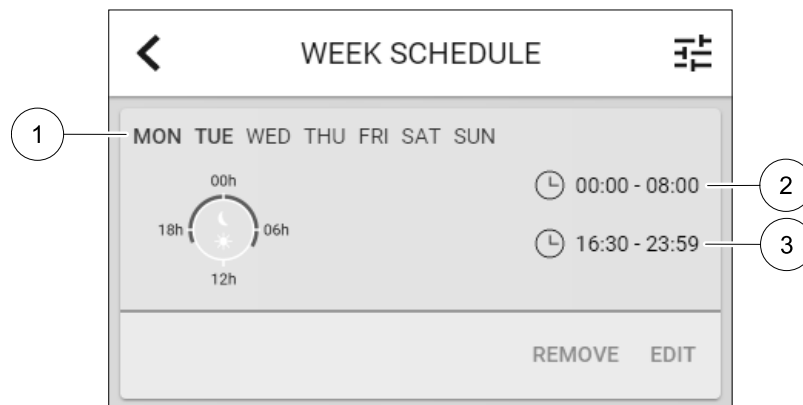 WEEK SCHEDULE
1
MON TUE WED THU FRI SAT SUN
00h
18h 06h
12h
00:00 - 08:00
2
16:30 - 23:59
3
REMOVE EDIT